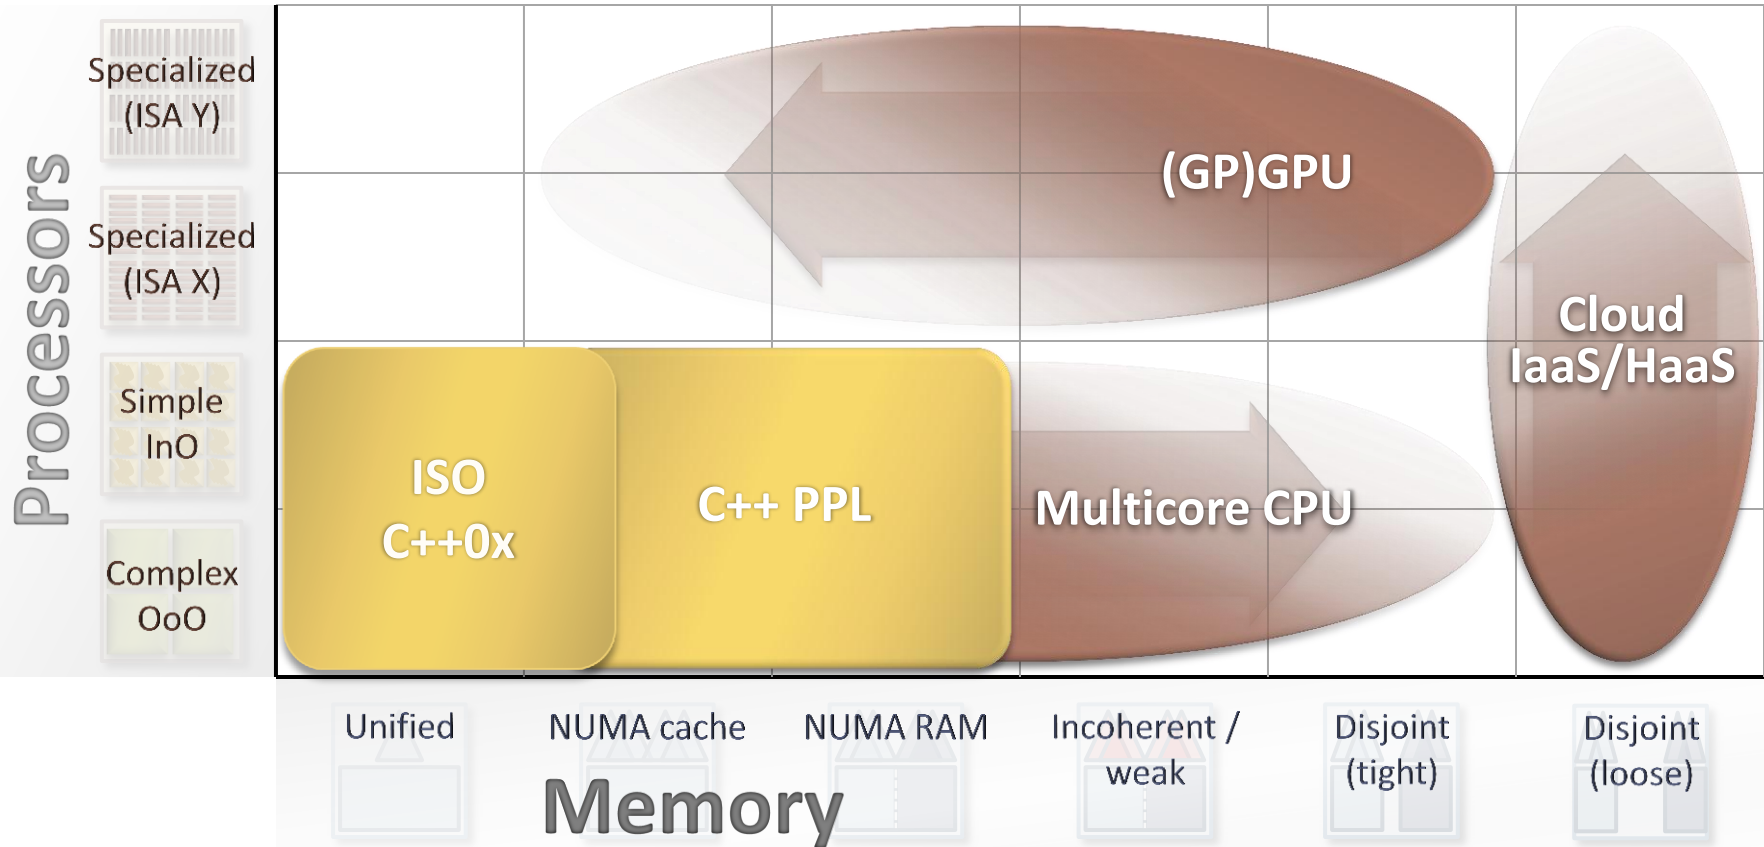 Processors
Specialized
(ISA Y)
Specialized
(ISA X)
Simple
InO
Complex
OoO
(GP)GPU
Cloud
IaaS/HaaS
ISO
C++0x
C++ PPL
Multicore CPU
Unified
NUMA cache
NUMA RAM
Incoherent /
weak
Disjoint
(tight)
Disjoint
(loose)
Memory